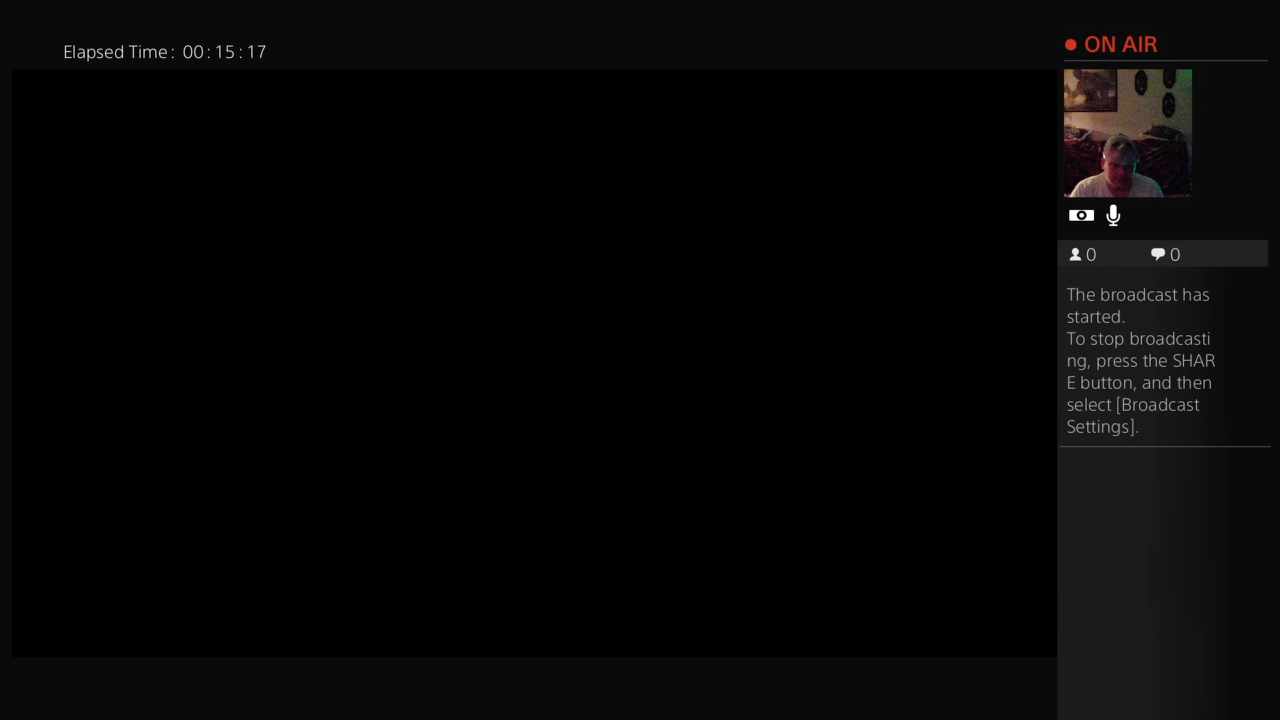 Elapsed Time: 00:15:17
ON AIR
0 0
The broadcast has
started.
To stop broadcasti
ng, press the SHAR
E button, and then
select [Broadcast
Settings].